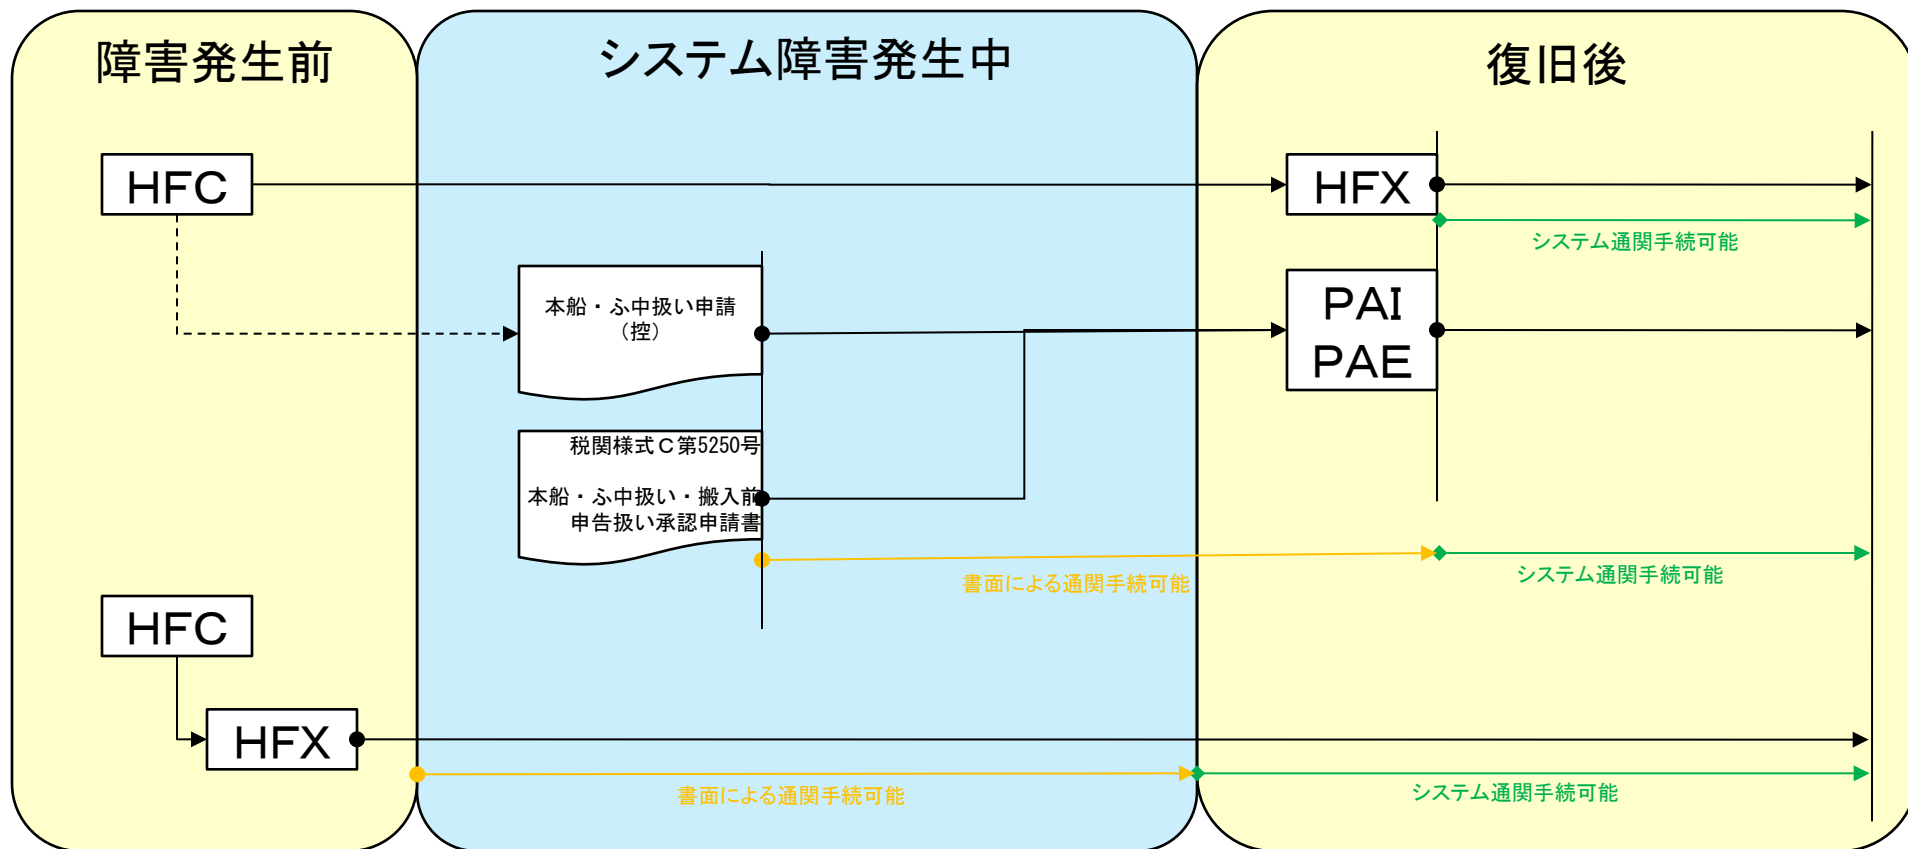 障害発生前
システム障害発生中
復旧後
ＨＦＣ
ＨＦＸ
システム通関手続可能
本船・ふ中扱い申請
（控）
ＰＡＩ
ＰＡＥ
税関様式Ｃ第5250号
本船・ふ中扱い・搬入前
申告扱い承認申請書
書面による通関手続可能
システム通関手続可能
ＨＦＣ
ＨＦＸ
書面による通関手続可能
システム通関手続可能